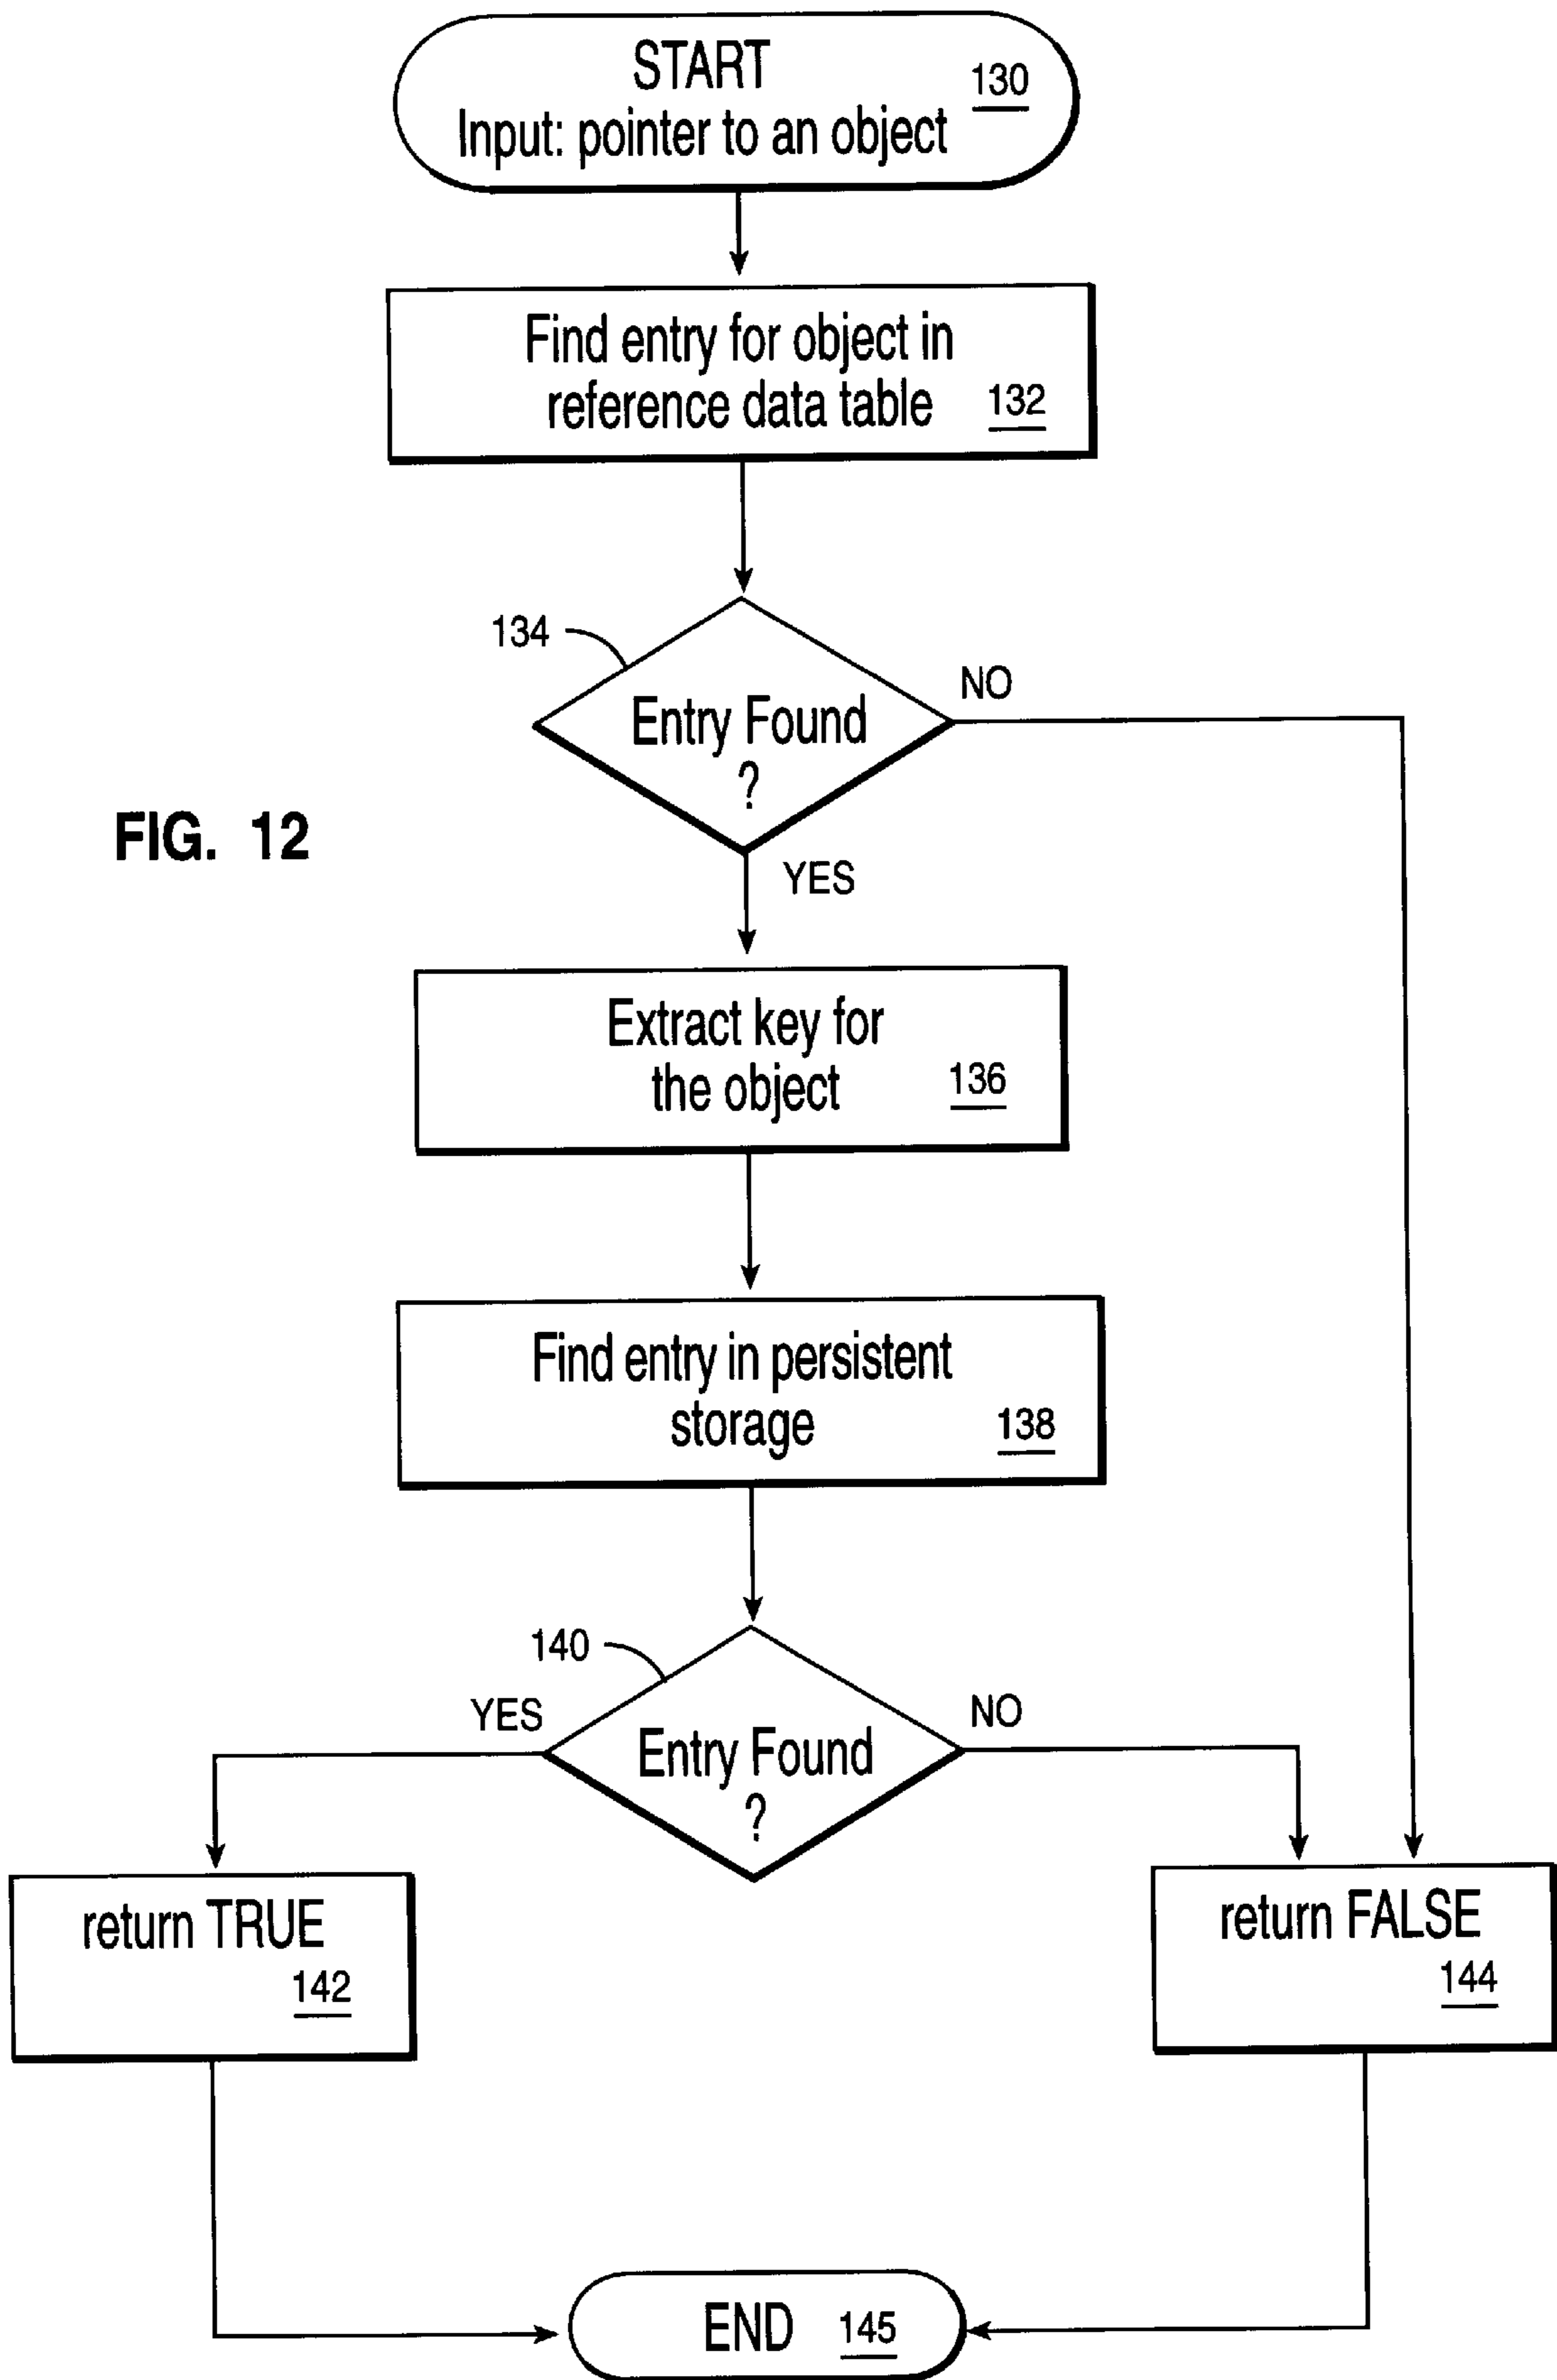 START
130
Input: pointer to an object
Find entry for object in
reference data table
132
134
NO
Entry Found
?
FIG. 12
YES
Extract key for
the object
136
Find entry in persistent
storage
138
140
YES
NO
Entry Found
?
return TRUE
142
return FALSE
144
END
145